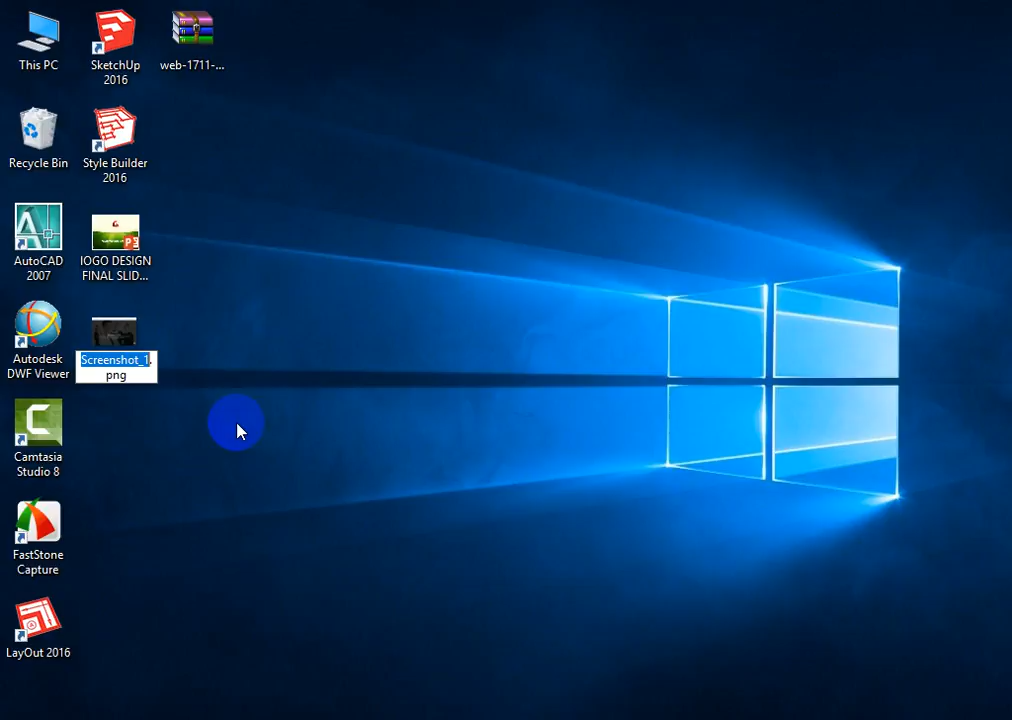 This PC
SketchUp
2016
web-1711-...
Recycle Bin
Style Builder
2016
AutoCAD
2007
IOGO DESIGN
FINAL SLID...
Autodesk
DWF Viewer
Screenshot_1.
png
Camtasia
Studio 8
FastStone
Capture
LayOut 2016